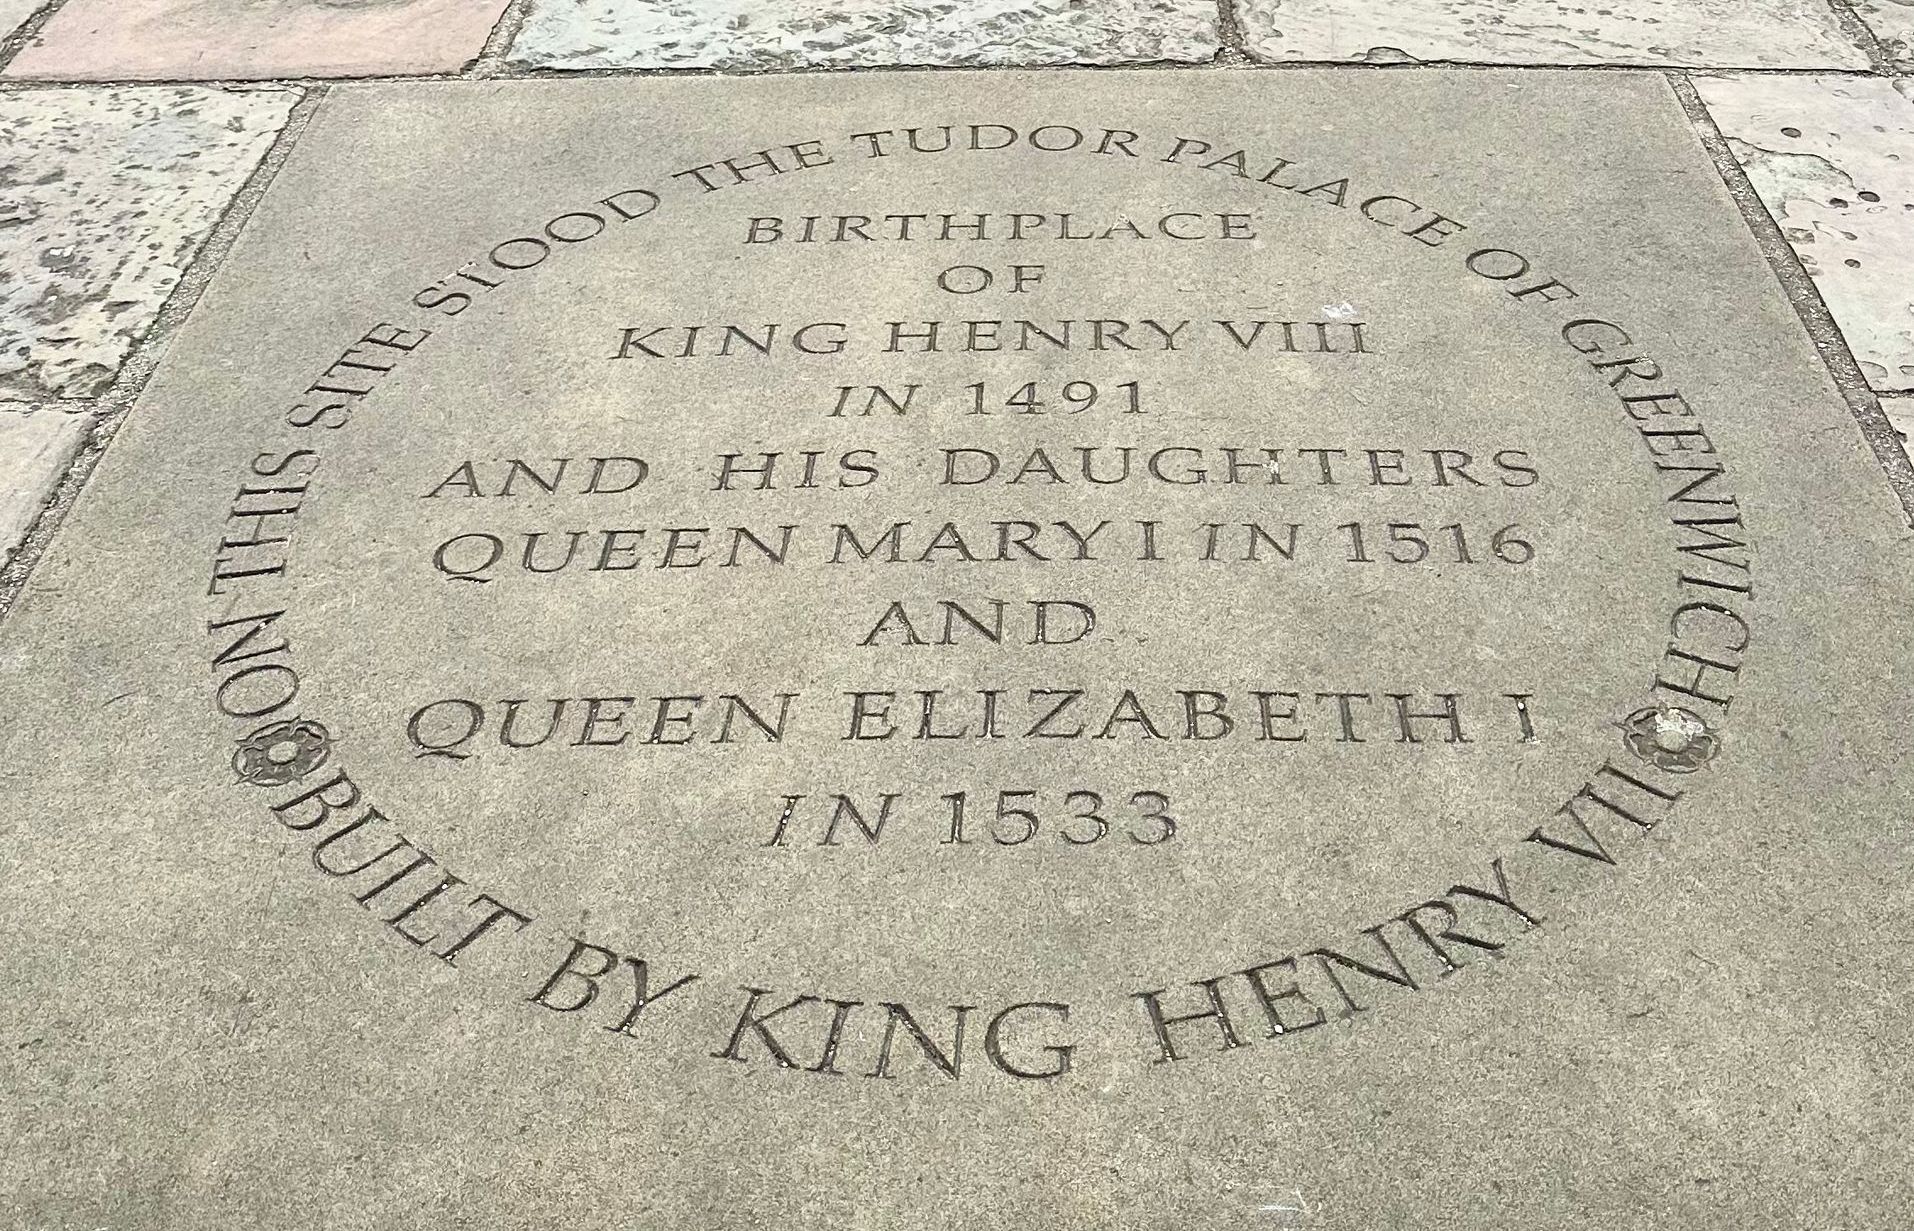 ON THIS SITE STOOD THE TUDOR PALACE OF GREENWICH
BIRTHPLACE
OF
KING HENRY VIII
IN 1491
AND HIS DAUGHTERS
QUEEN MARY I IN 1516
AND
QUEEN ELIZABETH I
IN 1533
BUILT BY KING HENRY VII